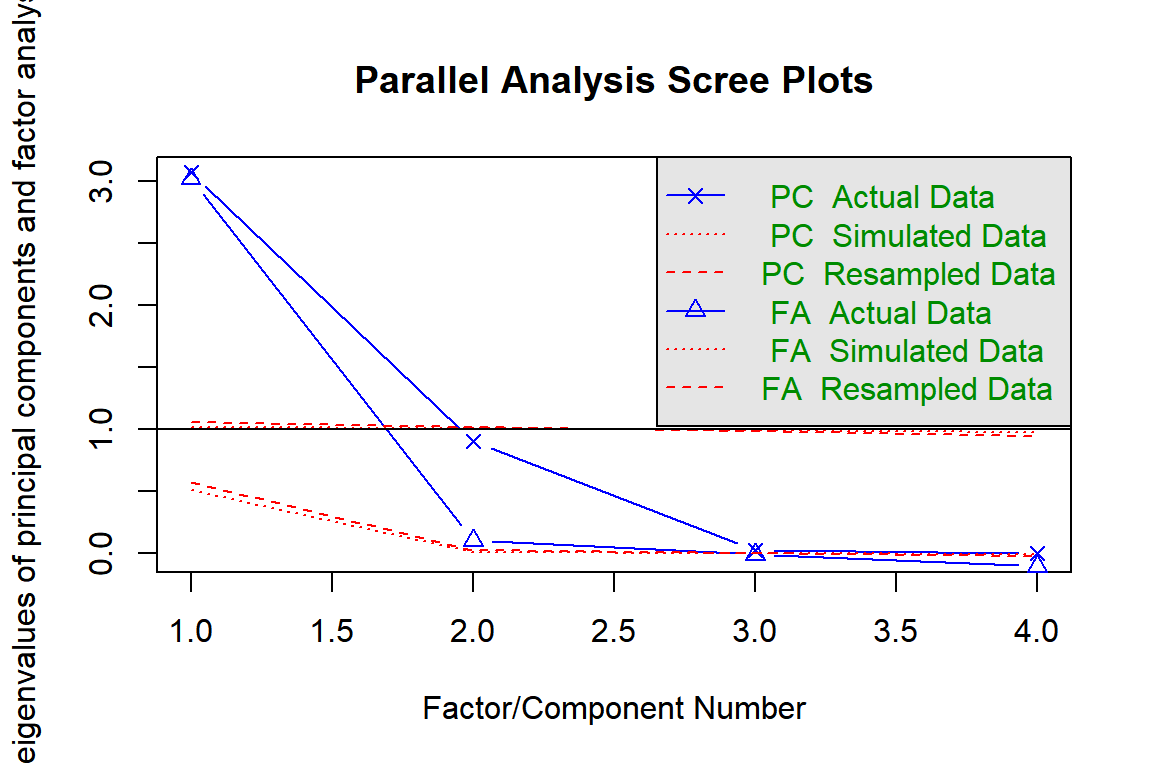 Parallel Analysis Scree Plots
eigenvalues of principal components and factor
3.0
2.0
1.0
0.0
PC Actual Data
PC Simulated Data
PC Resampled Data
FA Actual Data
FA Simulated Data
FA Resampled Data
1.0 1.5 2.0 2.5 3.0 3.5 4.0
Factor/Component Number